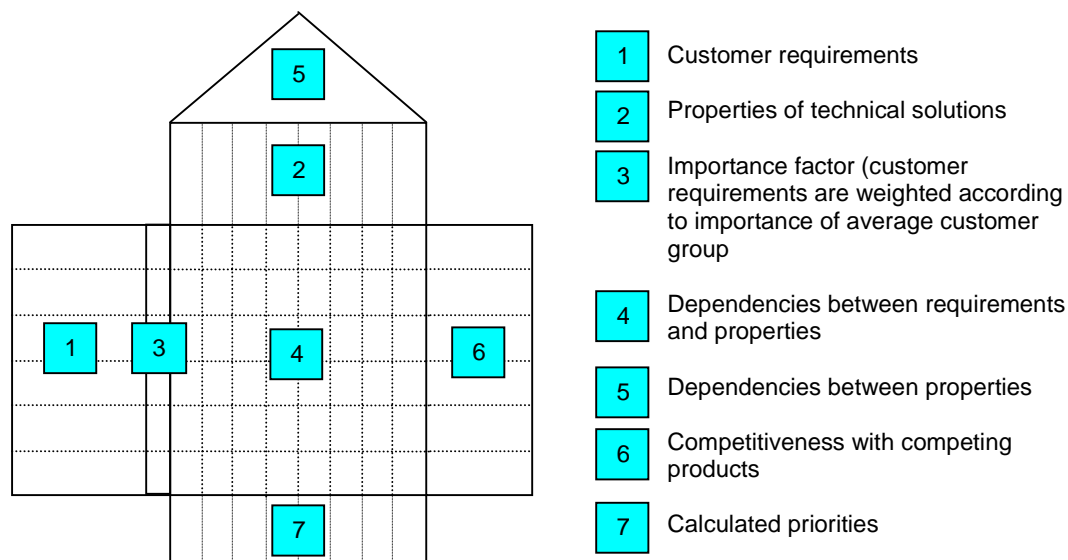 5
2
1
3
4
6
7
1
Customer requirements
2
Properties of technical solutions
3
Importance factor (customer
requirements are weighted according
to importance of average customer
group
4
Dependencies between requirements
and properties
5
Dependencies between properties
6
Competitiveness with competing
products
7
Calculated priorities